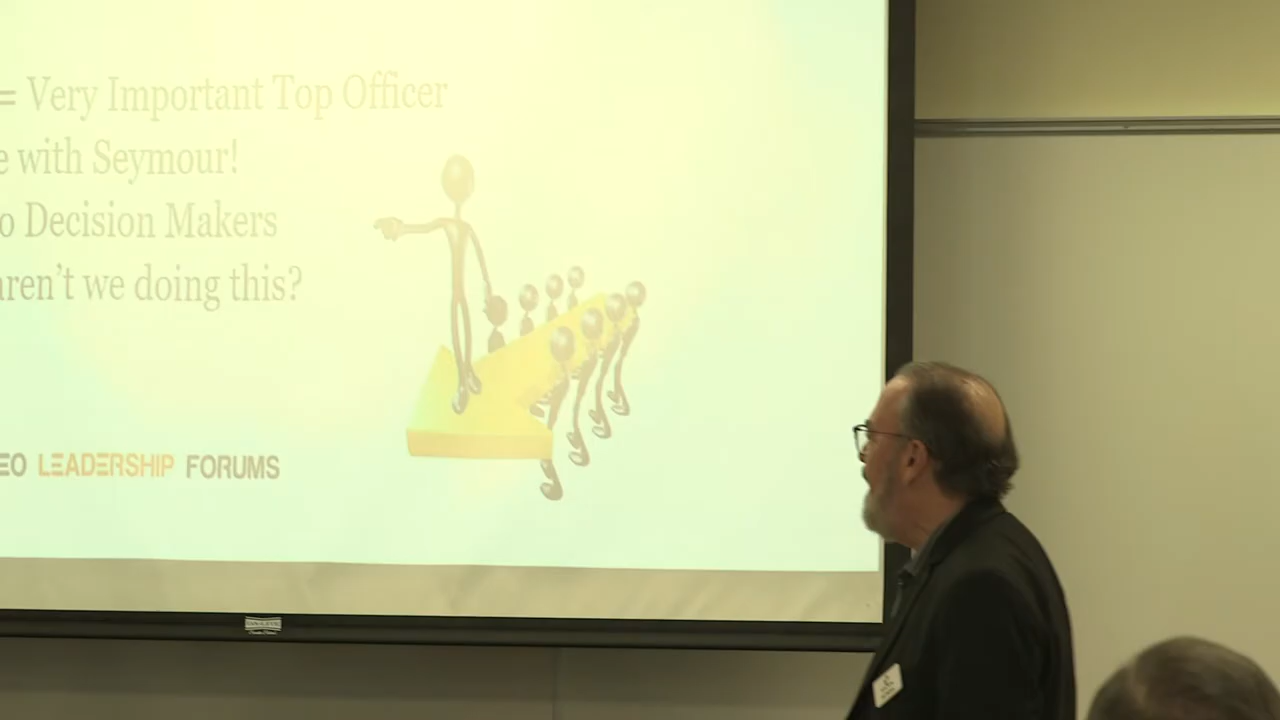 = Very Important Top Officer
e with Seymour!
o Decision Makers
aren't we doing this?
EO LEADERSHIP FORUMS